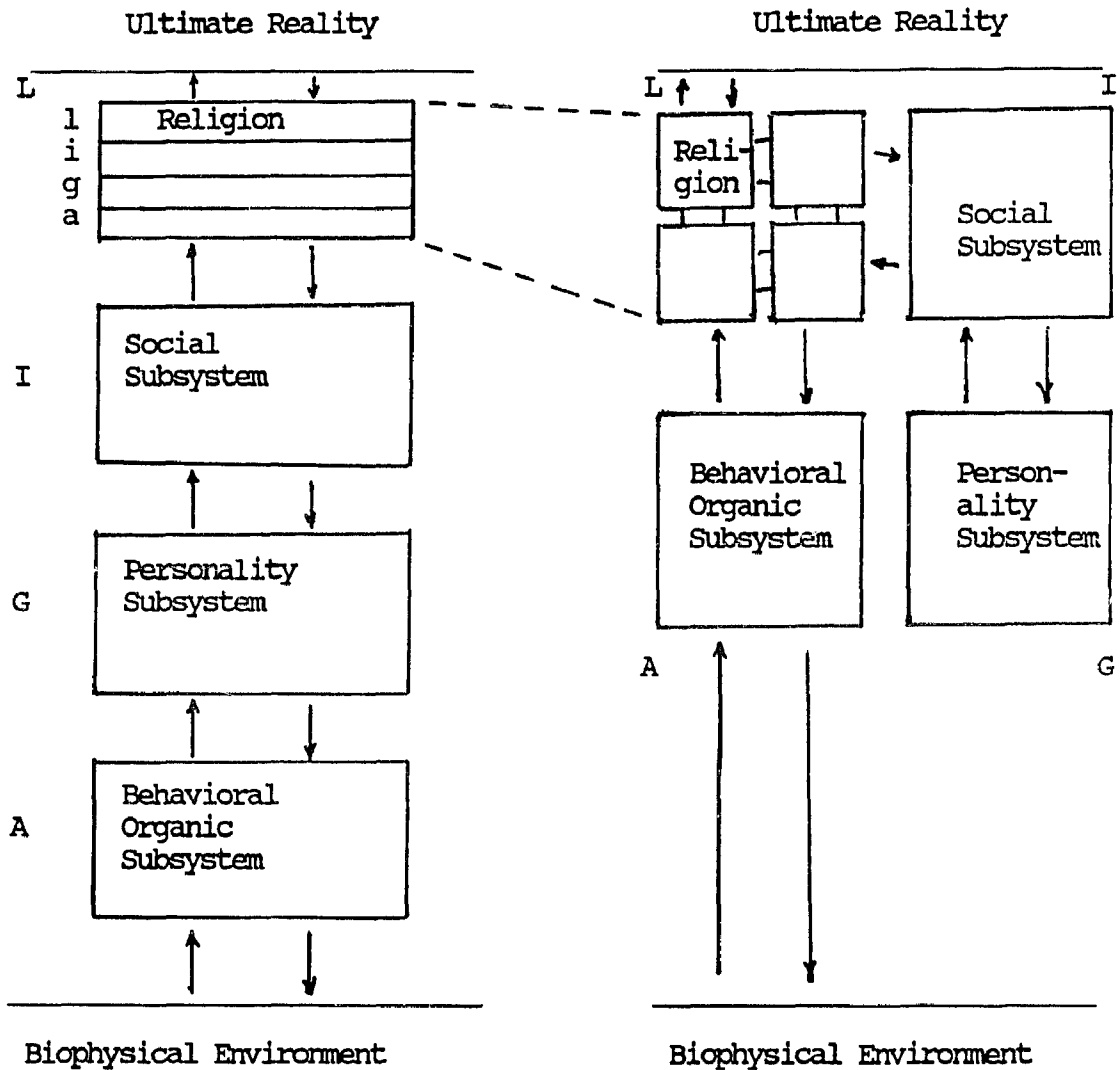 Ultimate Reality
L
l Religion
i
g
a
I
Social
Subsystem
G
Personality
Subsystem
A
Behavioral
Organic
Subsystem
Biophysical Environment
Ultimate Reality
L
I
Reli-
gion
Social
Subsystem
Behavioral
Organic
Subsystem
Person-
ality
Subsystem
A
G
Biophysical Environment